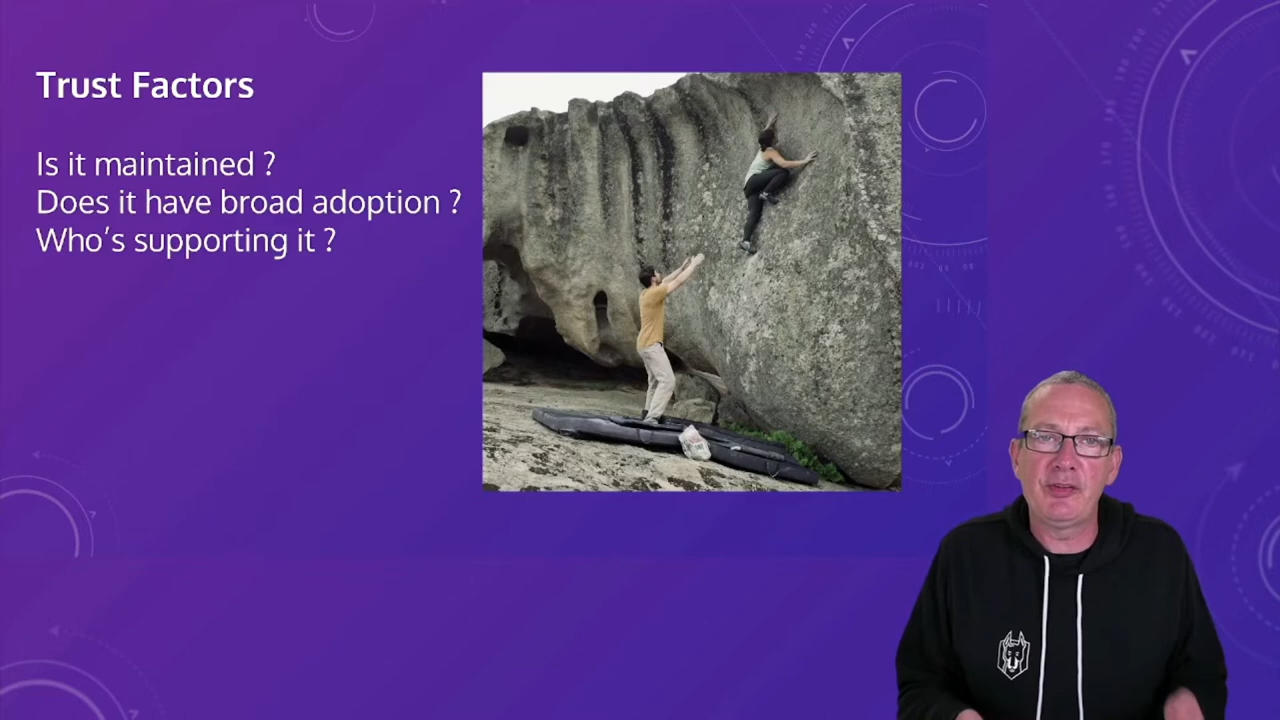 Trust Factors
Is it maintained ?
Does it have broad adoption ?
Who's supporting it ?